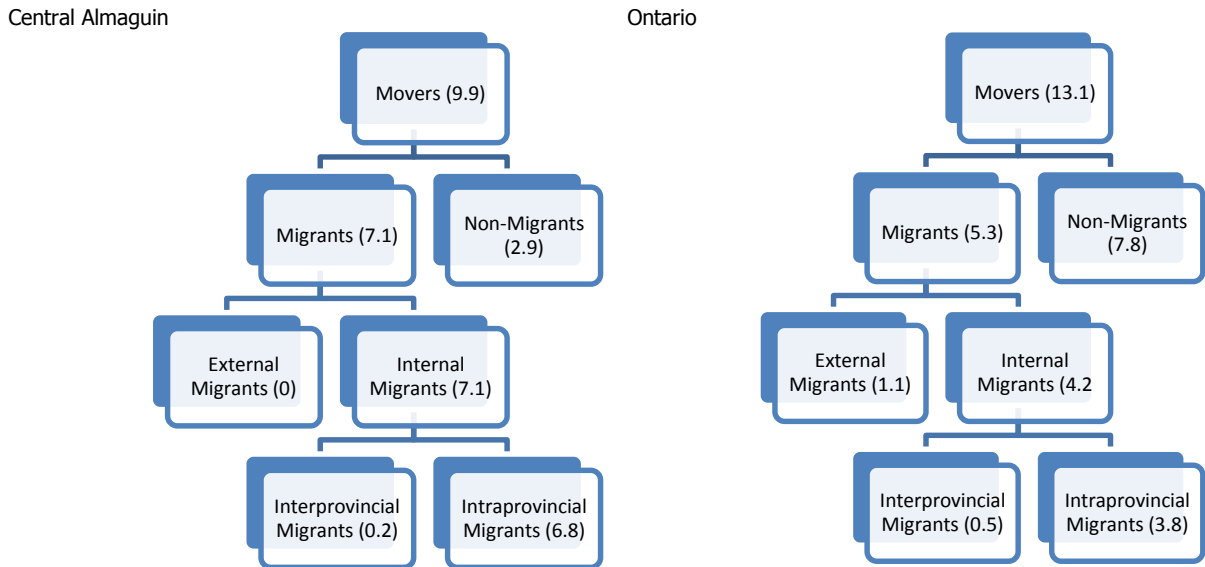 Central Almaguin
Movers (9.9)
Migrants (7.1)
Non-Migrants
(2.9)
External
Migrants (0)
Internal
Migrants (7.1)
Interprovincial
Migrants (0.2)
Intraprovincial
Migrants (6.8)
Ontario
Movers (13.1)
Migrants (5.3)
Non-Migrants
(7.8)
External
Migrants (1.1)
Internal
Migrants (4.2
Interprovincial
Migrants (0.5)
Intraprovincial
Migrants (3.8)